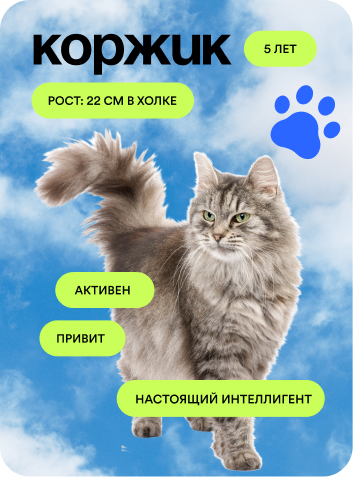 коржик
5 ЛЕТ
РОСТ: 22 СМ В ХОЛКЕ
АКТИВЕН
ПРИВИТ
НАСТОЯЩИЙ ИНТЕЛЛИГЕНТ